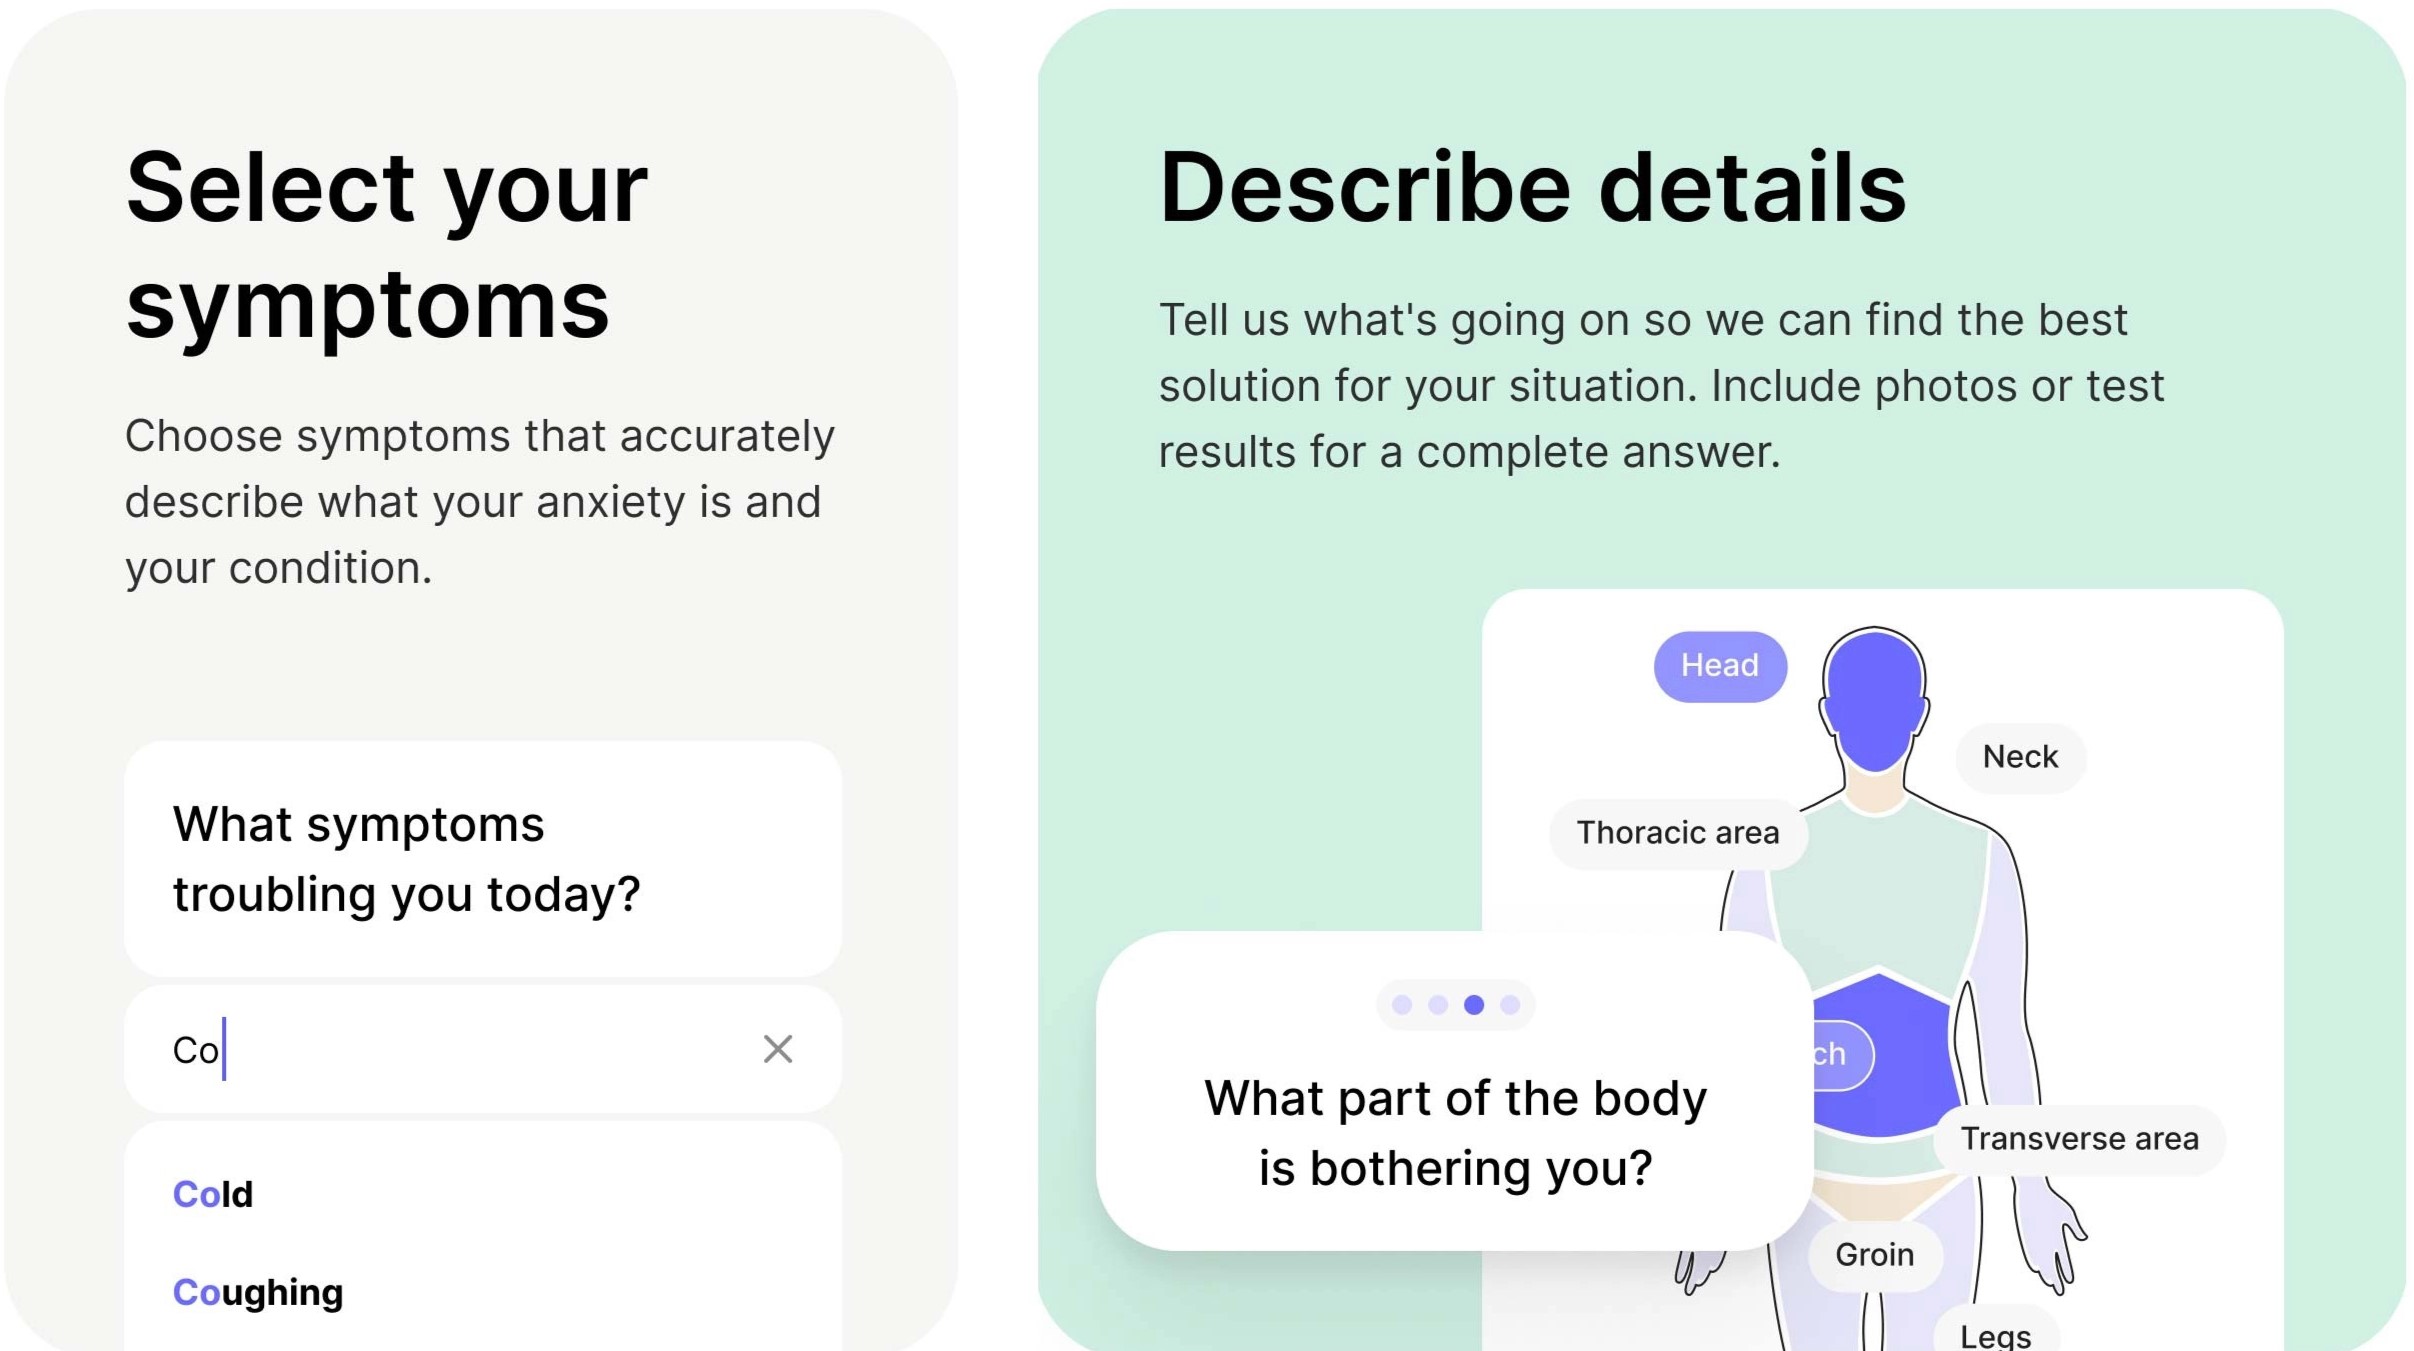 Select your
symptoms
Choose symptoms that accurately
describe what your anxiety is and
your condition.
What symptoms
troubling you today?
Co
Cold
Coughing
Describe details
Tell us what's going on so we can find the best
solution for your situation. Include photos or test
results for a complete answer.
Head
Neck
Thoracic area
What part of the body
is bothering you?
ch
Transverse area
Groin
Legs